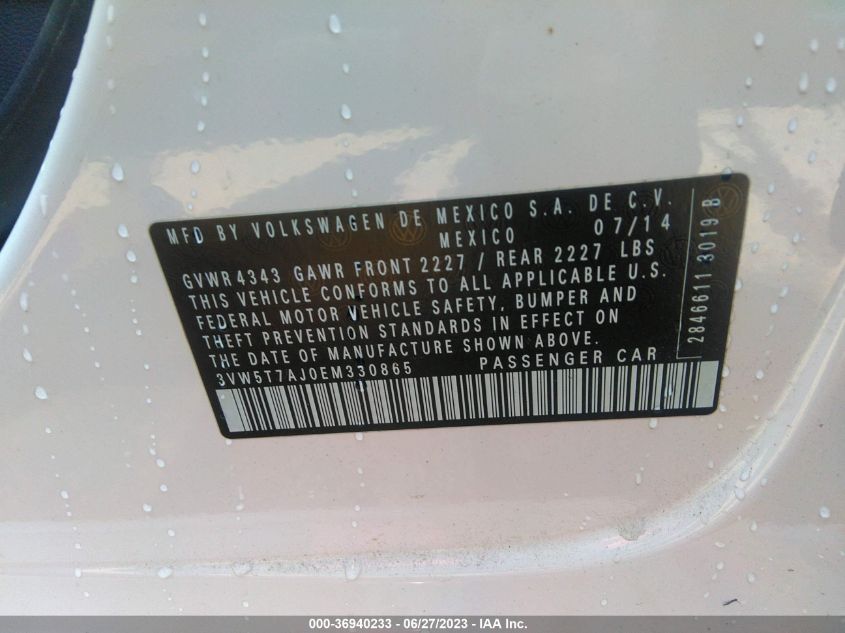 MFD BY VOLKSWAGEN DE MEXICO S.A. DE C.V.
MEXICO 07/14
GVWR 4343 GAWR FRONT 2227 / REAR 2227 LBS
THIS VEHICLE CONFORMS TO ALL APPLICABLE U.S.
FEDERAL MOTOR VEHICLE SAFETY, BUMPER AND
THEFT PREVENTION STANDARDS IN EFFECT ON
THE DATE OF MANUFACTURE SHOWN ABOVE.
3VW5T7AJ0EM330865 PASSENGER CAR
28466113019B
000-36940233 - 06/27/2023 - IAA Inc.